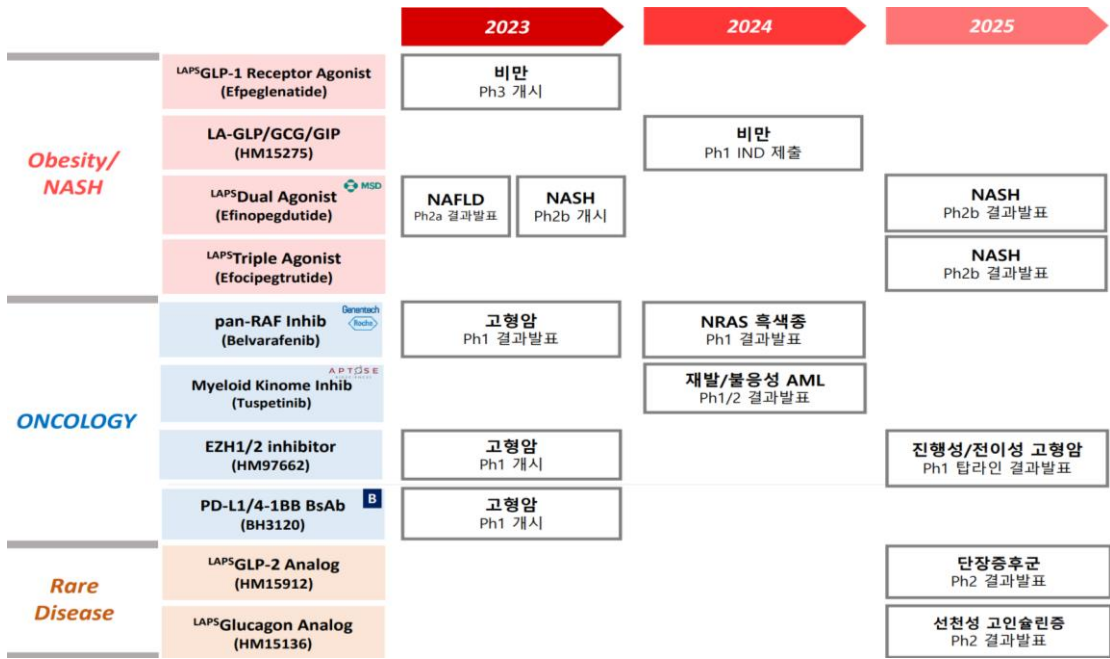 2023
2024
2025
Obesity/
NASH
LAPSGLP-1 Receptor Agonist
(Efpeglenatide)
비만
Ph3 개시
LA-GLP/GCG/GIP
(HM15275)
비만
Ph1 IND 제출
LAPSDual Agonist
(Efinopegdutide)
MSD
NAFLD
Ph2a 결과발표
NASH
Ph2b 개시
NASH
Ph2b 결과발표
LAPSTriple Agonist
(Efocipegtrutide)
NASH
Ph2b 결과발표
ONCOLOGY
pan-RAF Inhib
(Belvarafenib)
Genentech
Roche
고형암
Ph1 결과발표
NRAS 흑색종
Ph1 결과발표
APTOSE
Myeloid Kinome Inhib
(Tuspetinib)
재발/불응성 AML
Ph1/2 결과발표
EZH1/2 inhibitor
(HM97662)
고형암
Ph1 개시
진행성/전이성 고형암
Ph1 탑라인 결과발표
PD-L1/4-1BB BsAb
(BH3120)
B
고형암
Ph1 개시
Rare
Disease
LAPSGLP-2 Analog
(HM15912)
단장증후군
Ph2 결과발표
LAPSGlucagon Analog
(HM15136)
선천성 고인슐린증
Ph2 결과발표